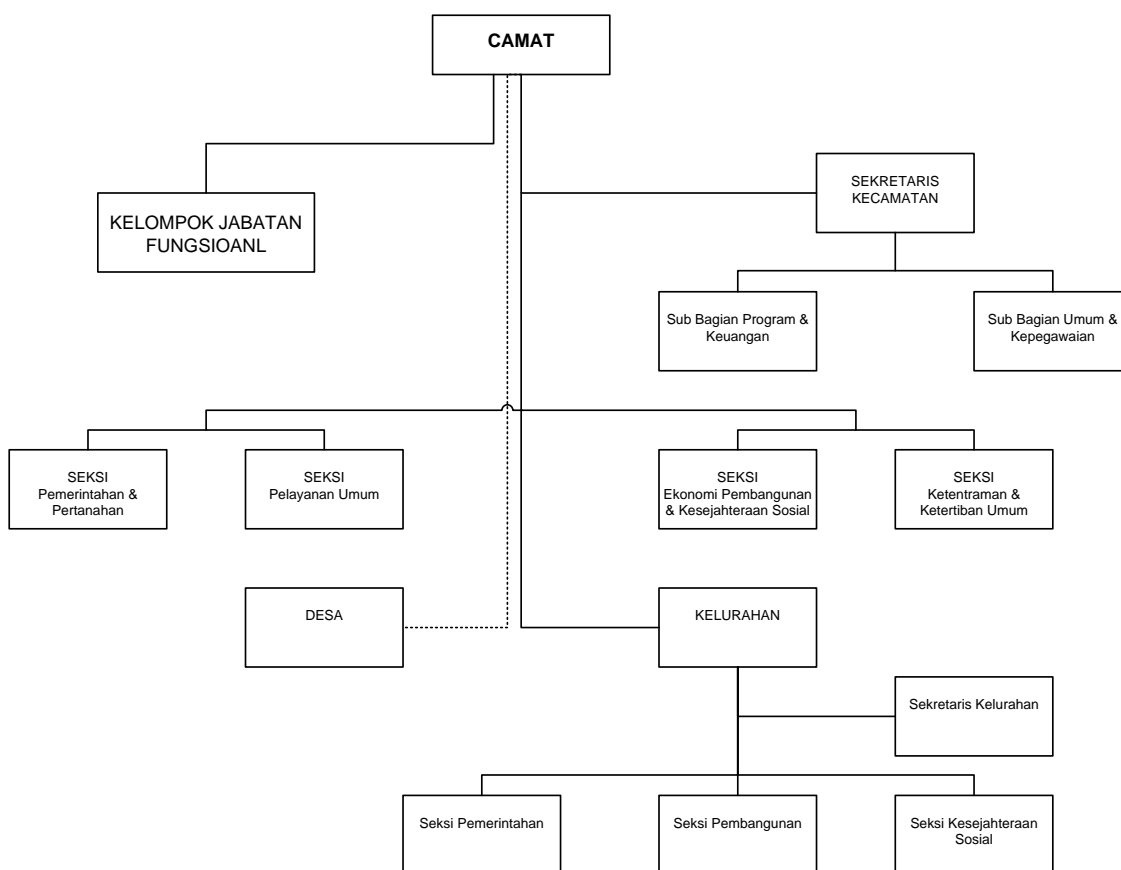 CAMAT
SEKRETARIS
KECAMATAN
KELOMPOK JABATAN
FUNGSIOANL
Sub Bagian Program &
Keuangan
Sub Bagian Umum &
Kepegawaian
SEKSI
Pemerintahan &
Pertanahan
SEKSI
Pelayanan Umum
SEKSI
Ekonomi Pembangunan
& Kesejahteraan Sosial
SEKSI
Ketentraman &
Ketertiban Umum
DESA
KELURAHAN
Sekretaris Kelurahan
Seksi Pemerintahan
Seksi Pembangunan
Seksi Kesejahteraan
Sosial